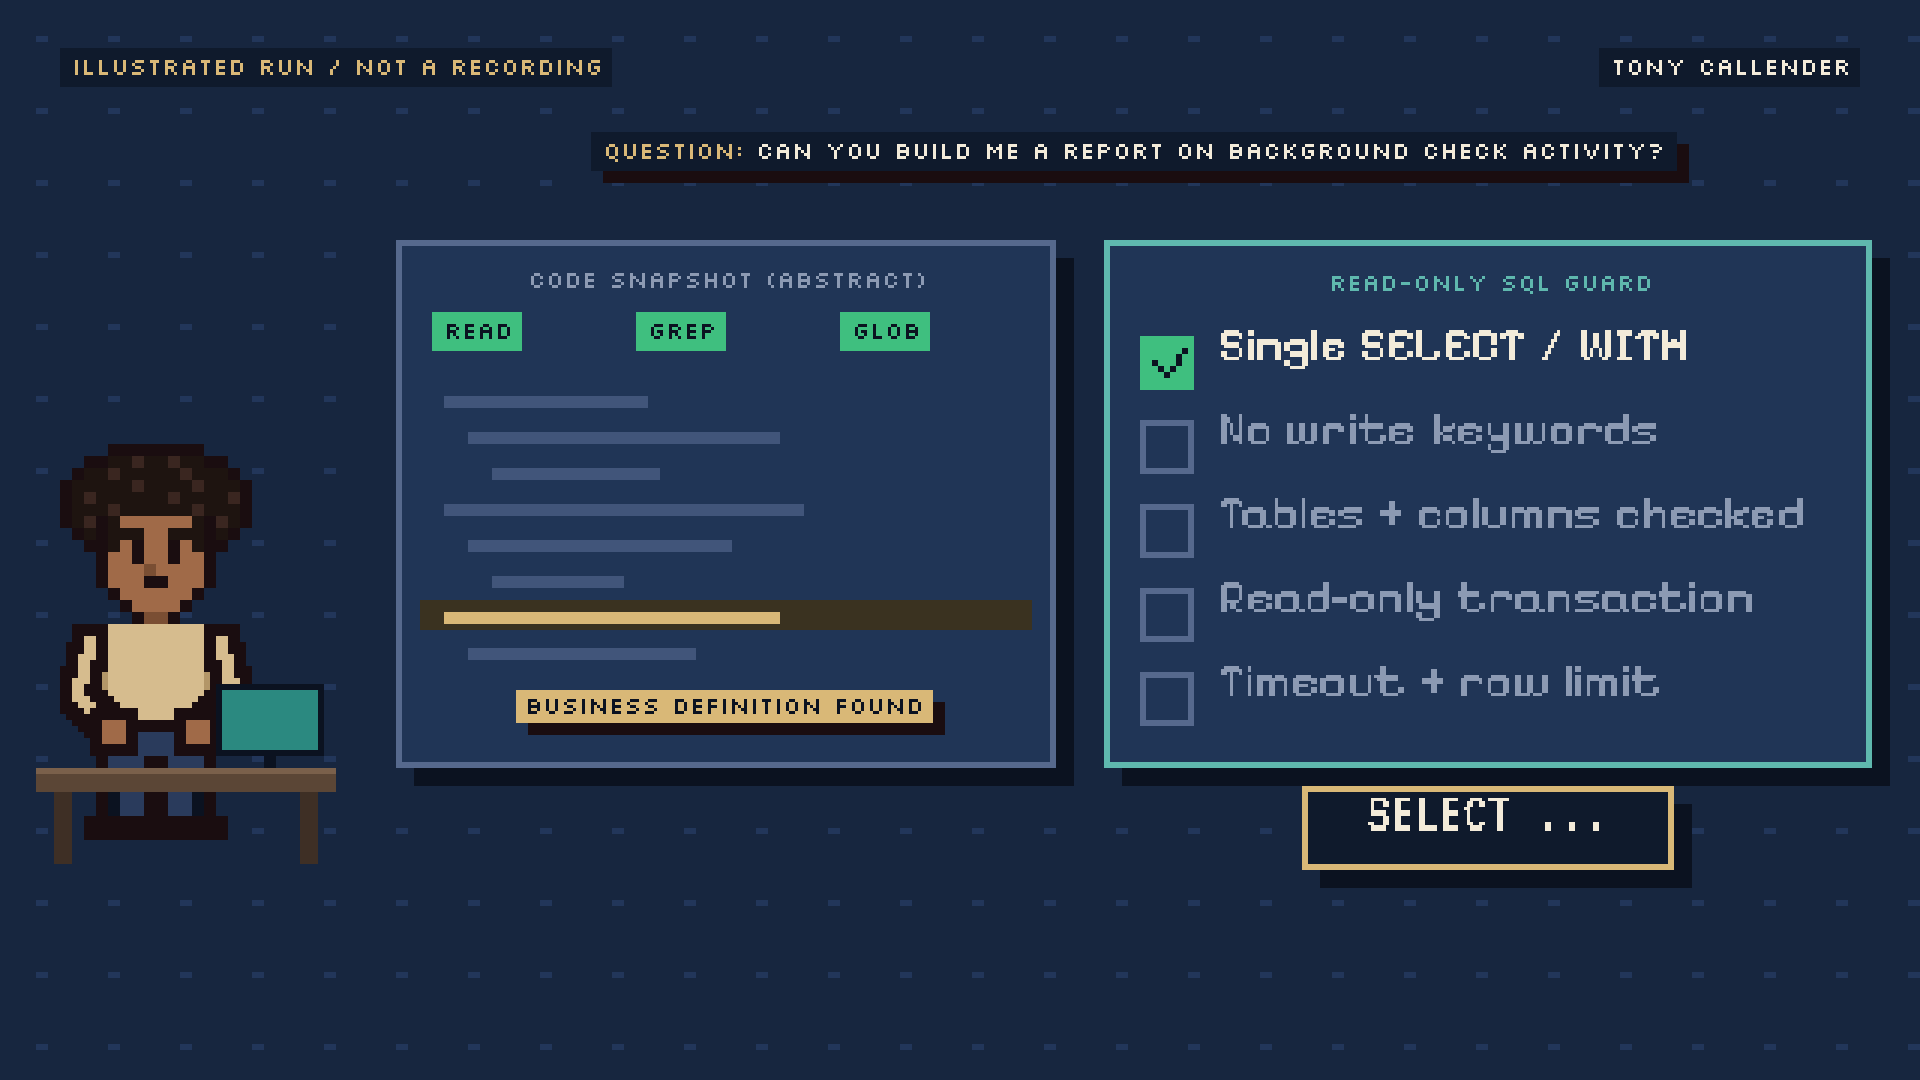 ILLUSTRATED RUN / NOT A RECORDING
TONY CALLENDER
QUESTION: CAN YOU BUILD ME A REPORT ON BACKGROUND CHECK ACTIVITY?
CODE SNAPSHOT (ABSTRACT)
READ GREP GLOB
BUSINESS DEFINITION FOUND
READ-ONLY SQL GUARD
Single SELECT / WITH
No write keywords
Tables + columns checked
Read-only transaction
Timeout + row limit
SELECT ...